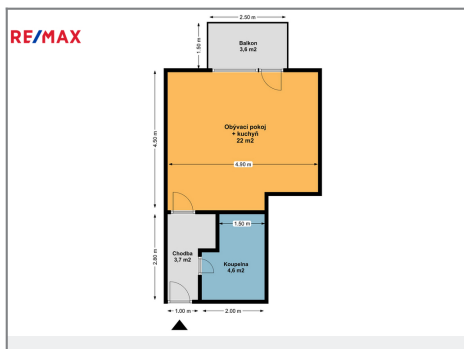 RE/MAX
2.50 m
1.50 m
Balkon
3,6 m2
4.50 m
Obývací pokoj
+ kuchyň
22 m2
4.90 m
2.80 m
1.50 m
Chodba
3,7 m2
Koupelna
4,6 m2
1.00 m
2.00 m